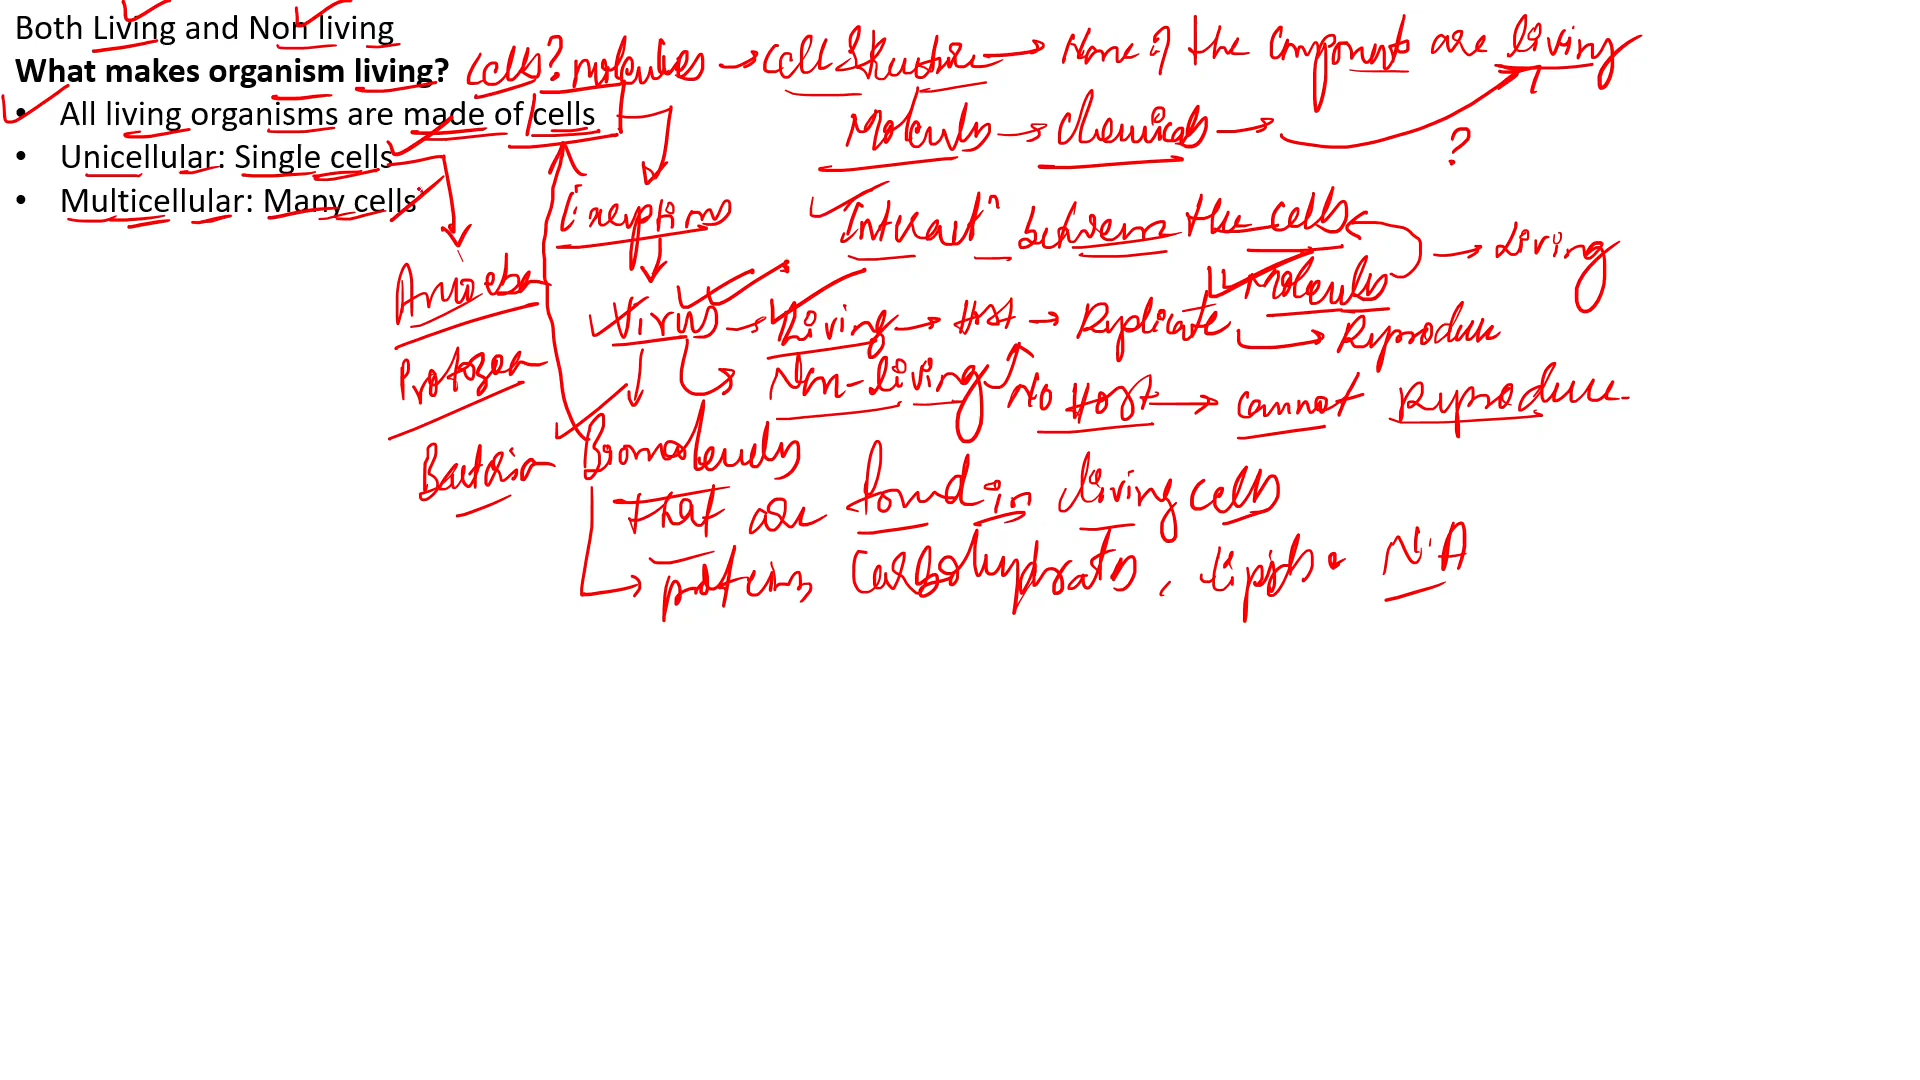 Both Living and Non living
What makes organism living? cells? molecules → cell structure → None of the components are living
• All living organisms are made of cells
Molecules → chemicals → ?
• Unicellular: Single cells
• Multicellular: Many cells
Exceptions
Interactn between the cells
molecules → Living
Amoeba
Virus → Living → Host → Replicate → Reproduce
Protozoa
Non-living No Host → cannot Reproduce
Bacteria
Biomolecules
that are found in living cells
→ proteins carbohydrates, lipids N.A